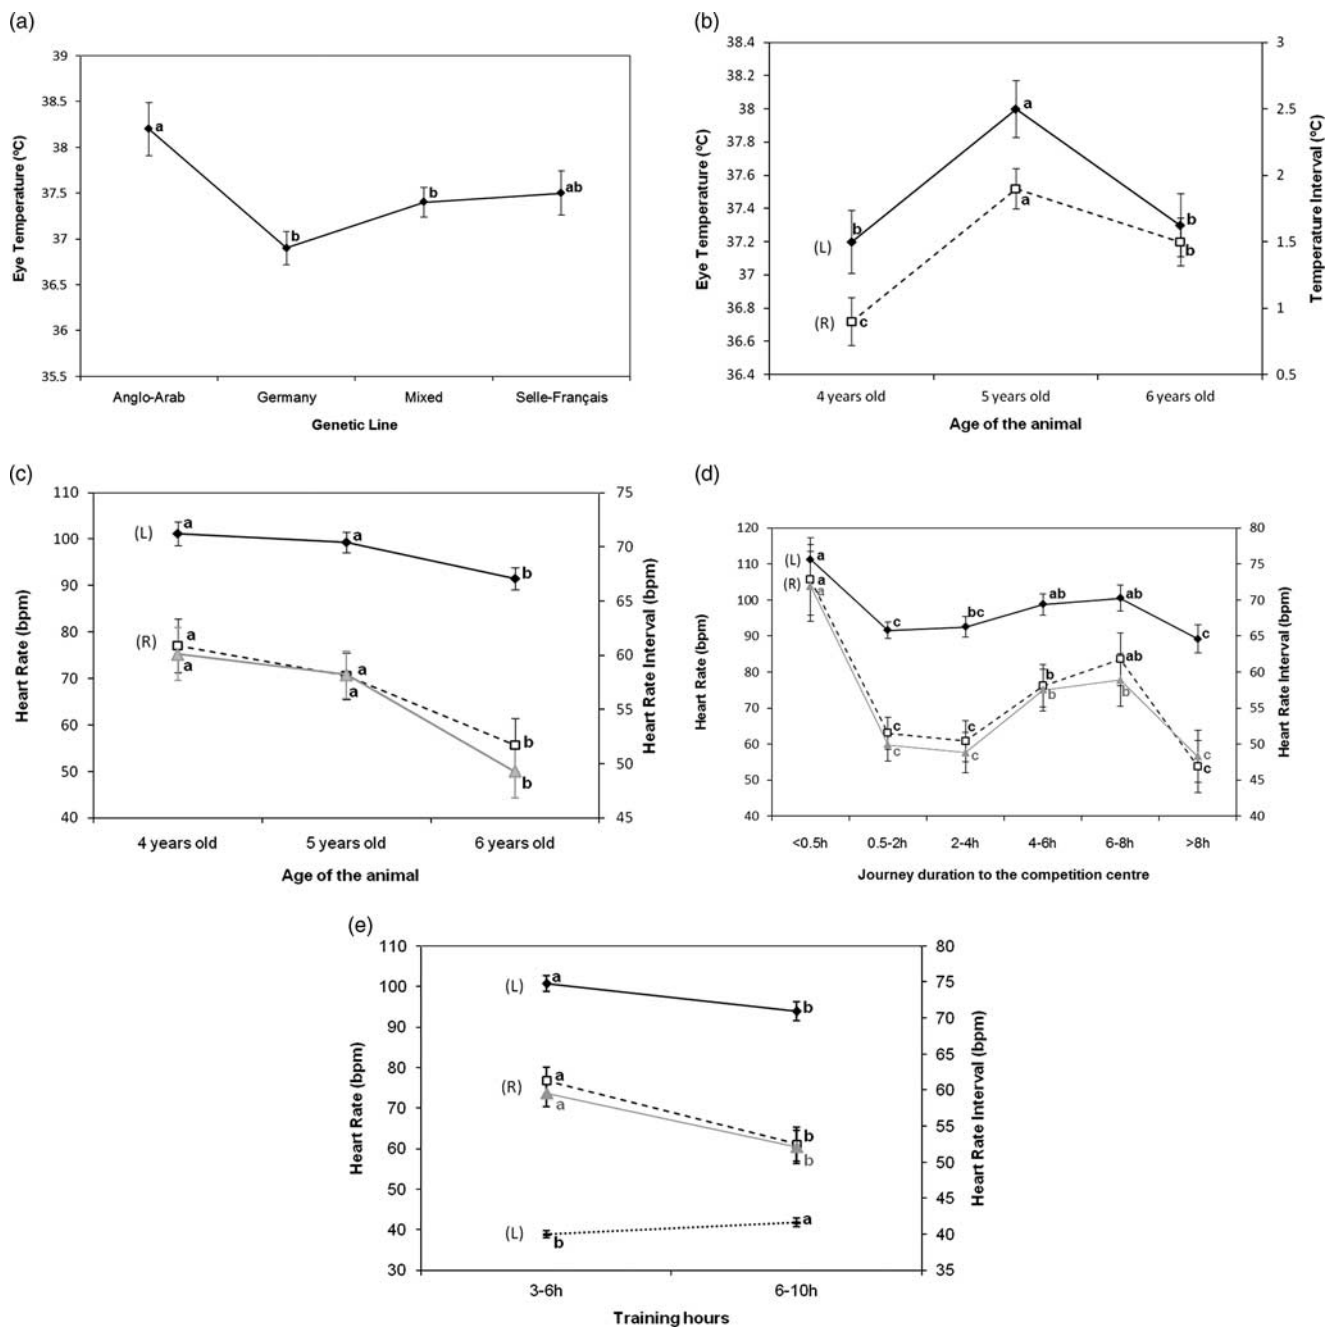 (a)
39
38.5
38
37.5
37
36.5
36
35.5
Eye Temperature (ºC)
a
b
b
ab
Anglo-Arab Germany Mixed Selle-Français
Genetic Line
(b)
38.4
38.2
38
37.8
37.6
37.4
37.2
37
36.8
36.6
36.4
Eye Temperature (ºC)
3
2.5
2
1.5
1
0.5
Temperature Interval (ºC)
(L)
b
a
b
(R)
c
a
b
4 years old 5 years old 6 years old
Age of the animal
(c)
110
100
90
80
70
60
50
40
Heart Rate (bpm)
75
70
65
60
55
50
45
Heart Rate Interval (bpm)
(L)
a
a
b
(R)
a
a
b
a
a
b
4 years old 5 years old 6 years old
Age of the animal
(d)
120
110
100
90
80
70
60
50
40
Heart Rate (bpm)
80
75
70
65
60
55
50
45
40
Heart Rate Interval (bpm)
(L)
a
c
bc
ab
ab
c
(R)
a
c
c
b
ab
c
a
c
c
b
b
c
<0.5h 0.5-2h 2-4h 4-6h 6-8h >8h
Journey duration to the competition centre
(e)
110
100
90
80
70
60
50
40
30
Heart Rate (bpm)
80
75
70
65
60
55
50
45
40
35
Heart Rate Interval (bpm)
(L)
a
b
(R)
a
b
a
b
(L)
b
a
3-6h 6-10h
Training hours